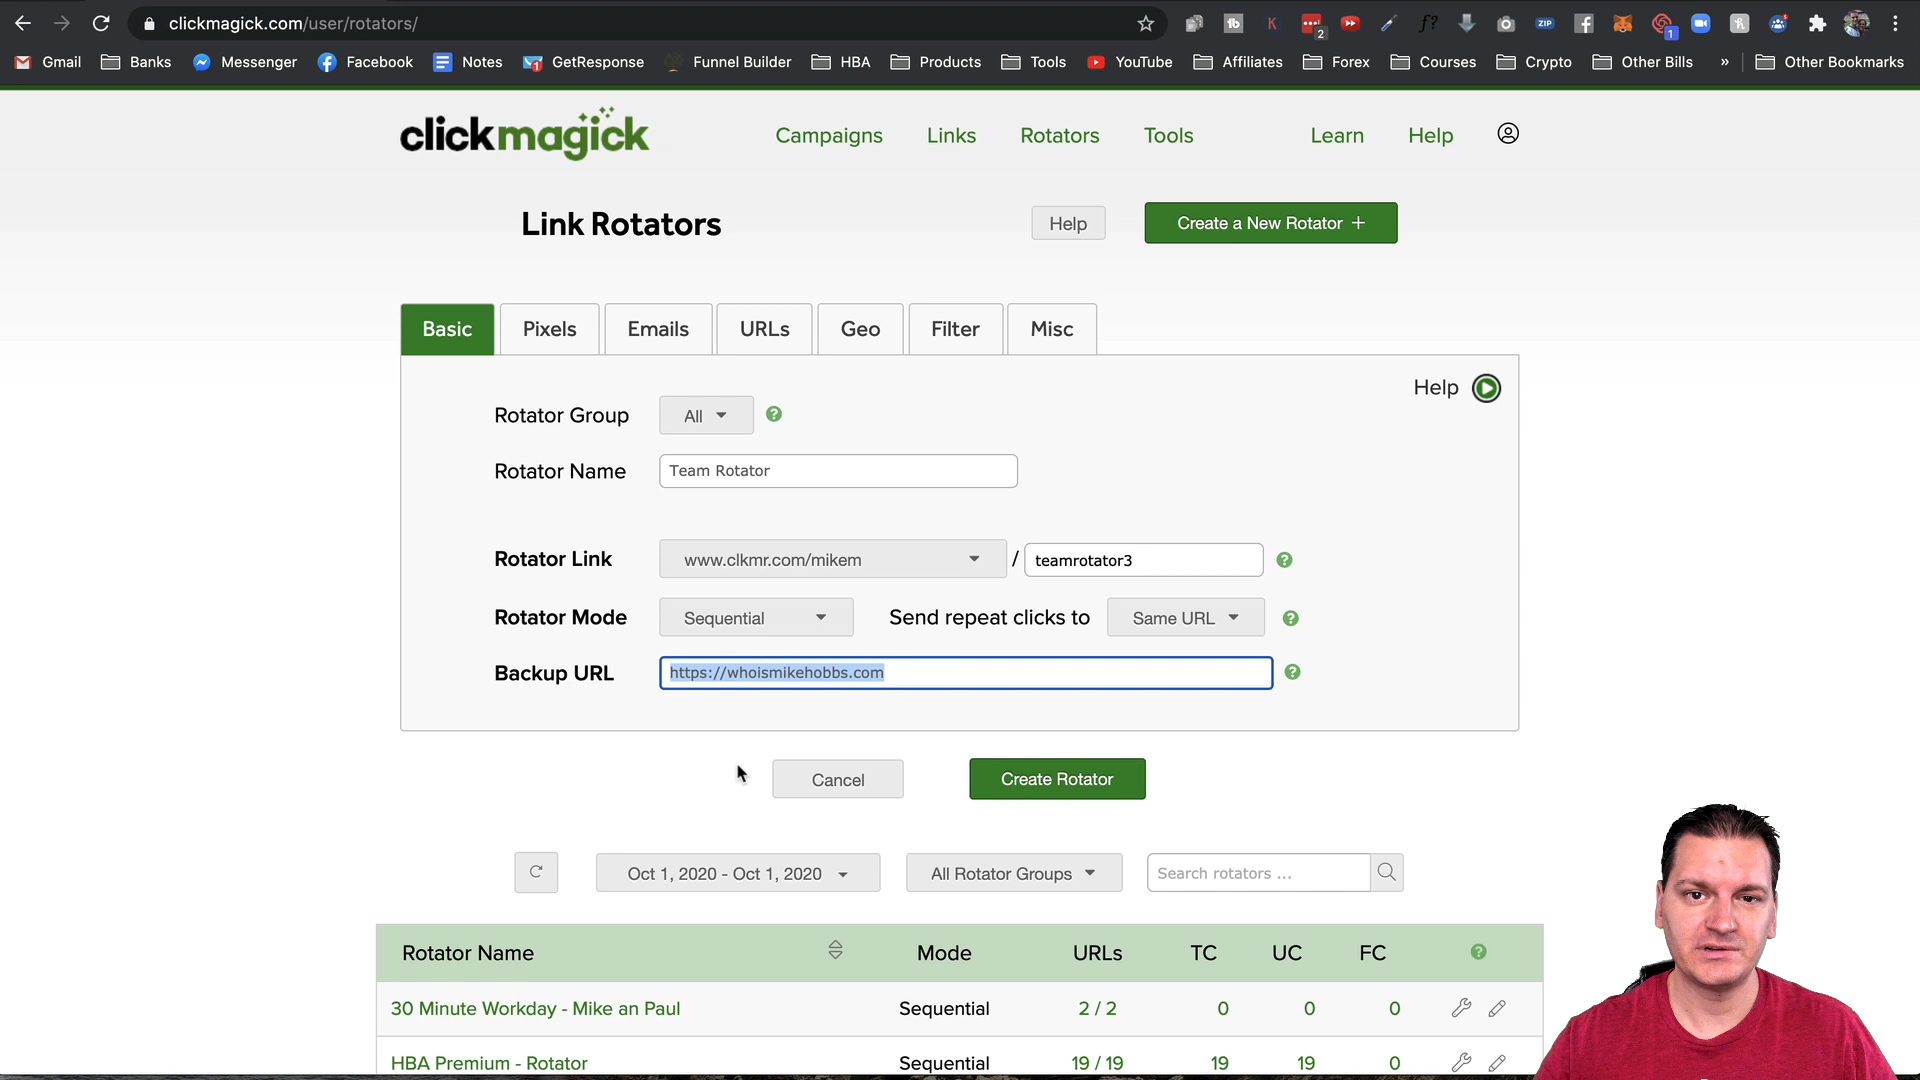 clickmagick.com/user/rotators/
2
1
ZIP
f?
K
Gmail Banks Messenger Facebook Notes GetResponse Funnel Builder HBA Products Tools YouTube Affiliates Forex Courses Crypto Other Bills » Other Bookmarks
clickmagick Campaigns Links Rotators Tools Learn Help
Link Rotators Help Create a New Rotator +
Basic Pixels Emails URLs Geo Filter Misc
Help
Rotator Group All ?
Rotator Name Team Rotator
Rotator Link www.clkmr.com/mikem / teamrotator3 ?
Rotator Mode Sequential Send repeat clicks to Same URL ?
Backup URL https://whoismikehobbs.com ?
Cancel Create Rotator
Oct 1, 2020 - Oct 1, 2020 All Rotator Groups Search rotators ...
Rotator Name Mode URLs TC UC FC ?
30 Minute Workday - Mike an Paul Sequential 2 / 2 0 0 0
HBA Premium - Rotator Sequential 19 / 19 19 19 0